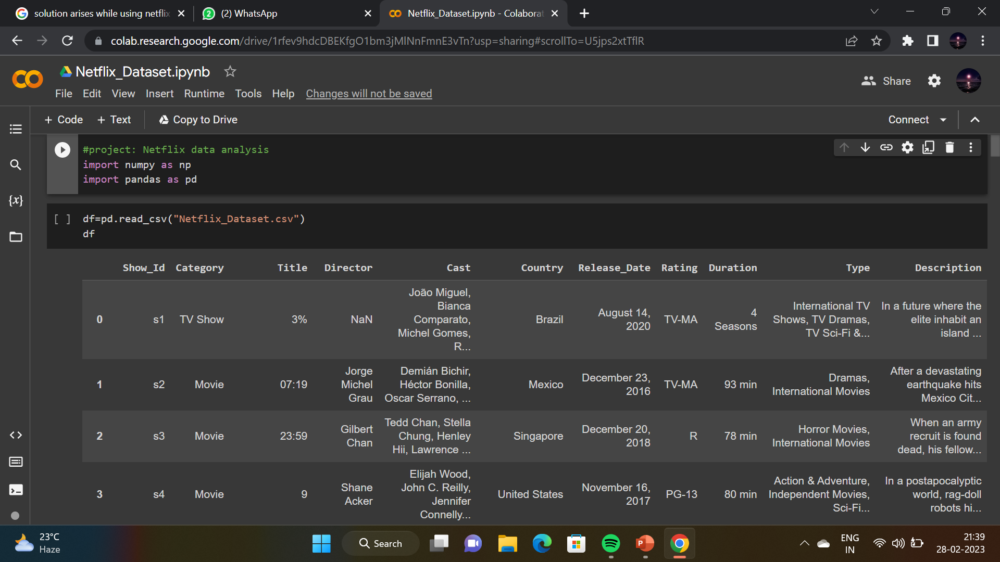 solution arises while using netflix
(2) WhatsApp
Netflix_Dataset.ipynb - Colaborat
colab.research.google.com/drive/1rfev9hdcDBEKfgO1bm3jMlNnFmnE3vTn?usp=sharing#scrollTo=U5jps2xtTflR
Netflix_Dataset.ipynb
File Edit View Insert Runtime Tools Help Changes will not be saved
Share
+ Code + Text Copy to Drive
Connect
#project: Netflix data analysis
import numpy as np
import pandas as pd
{x}
[ ] df=pd.read_csv("Netflix_Dataset.csv")
df
Show_Id Category Title Director Cast Country Release_Date Rating Duration Type Description
0 s1 TV Show 3% NaN João Miguel, Bianca Comparato, Michel Gomes, R... Brazil August 14, 2020 TV-MA 4 Seasons International TV Shows, TV Dramas, TV Sci-Fi &... In a future where the elite inhabit an island ...
1 s2 Movie 07:19 Jorge Michel Grau Demián Bichir, Héctor Bonilla, Oscar Serrano, ... Mexico December 23, 2016 TV-MA 93 min Dramas, International Movies After a devastating earthquake hits Mexico Cit...
2 s3 Movie 23:59 Gilbert Chan Tedd Chan, Stella Chung, Henley Hii, Lawrence ... Singapore December 20, 2018 R 78 min Horror Movies, International Movies When an army recruit is found dead, his fellow...
3 s4 Movie 9 Shane Acker Elijah Wood, John C. Reilly, Jennifer Connelly... United States November 16, 2017 PG-13 80 min Action & Adventure, Independent Movies, Sci-Fi... In a postapocalyptic world, rag-doll robots hi...
23°C
Haze
Search
ENG
IN
21:39
28-02-2023